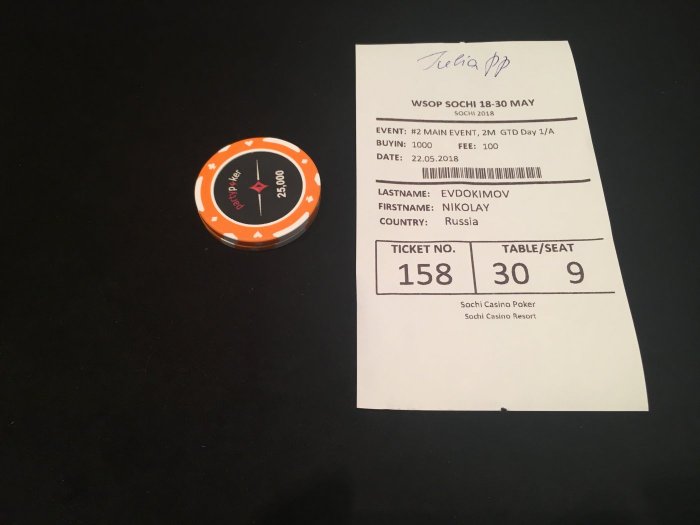 Julia pp
WSOP SOCHI 18-30 MAY
SOCHI 2018
EVENT: #2 MAIN EVENT, 2M GTD Day 1/A
BUYIN: 1000 FEE: 100
DATE: 22.05.2018
LASTNAME: EVDOKIMOV
FIRSTNAME: NIKOLAY
COUNTRY: Russia
TICKET NO. TABLE/SEAT
158 30 9
Sochi Casino Poker
Sochi Casino Resort
partypoker
25,000